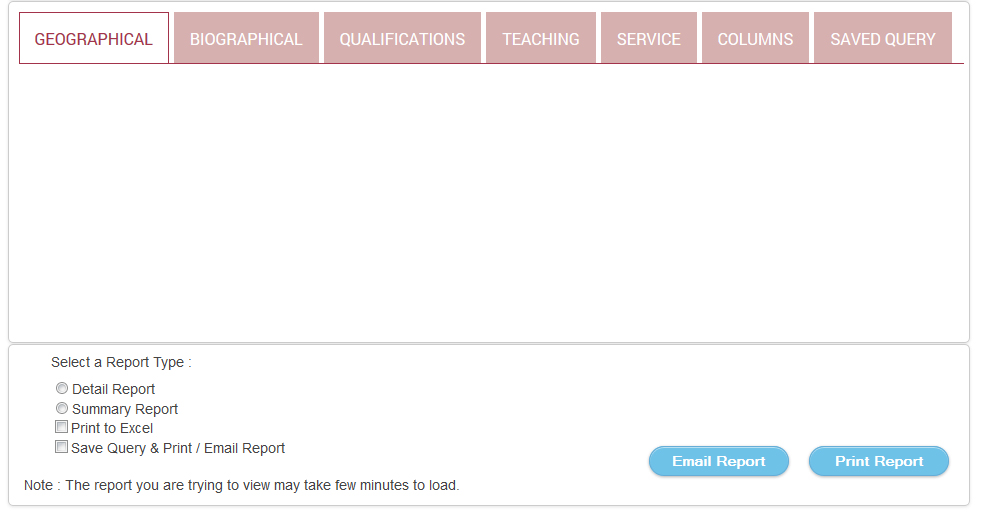 GEOGRAPHICAL BIOGRAPHICAL QUALIFICATIONS TEACHING SERVICE COLUMNS SAVED QUERY
Select a Report Type :
Detail Report
Summary Report
Print to Excel
Save Query & Print / Email Report
Email Report Print Report
Note : The report you are trying to view may take few minutes to load.